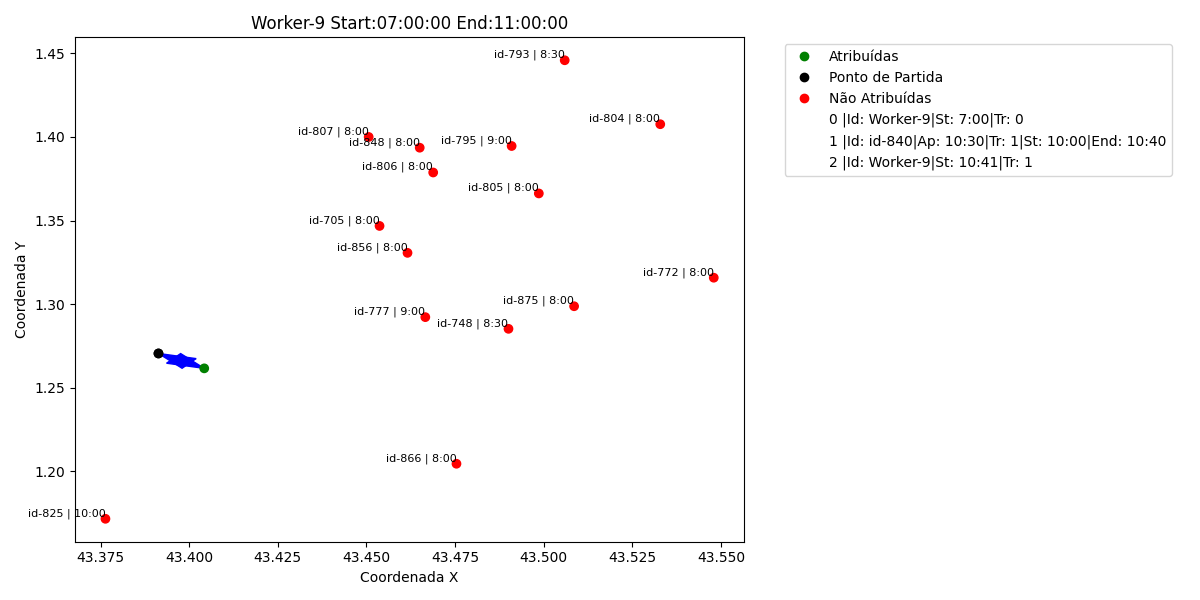 Worker-9 Start:07:00:00 End:11:00:00
Coordenada Y
1.45
1.40
1.35
1.30
1.25
1.20
id-793 | 8:30
id-804 | 8:00
id-807 | 8:00
id-848 | 8:00
id-795 | 9:00
id-806 | 8:00
id-805 | 8:00
id-705 | 8:00
id-856 | 8:00
id-772 | 8:00
id-875 | 8:00
id-777 | 9:00
id-748 | 8:30
id-866 | 8:00
id-825 | 10:00
43.375 43.400 43.425 43.450 43.475 43.500 43.525 43.550
Coordenada X
Atribuídas
Ponto de Partida
Não Atribuídas
0 |Id: Worker-9|St: 7:00|Tr: 0
1 |Id: id-840|Ap: 10:30|Tr: 1|St: 10:00|End: 10:40
2 |Id: Worker-9|St: 10:41|Tr: 1